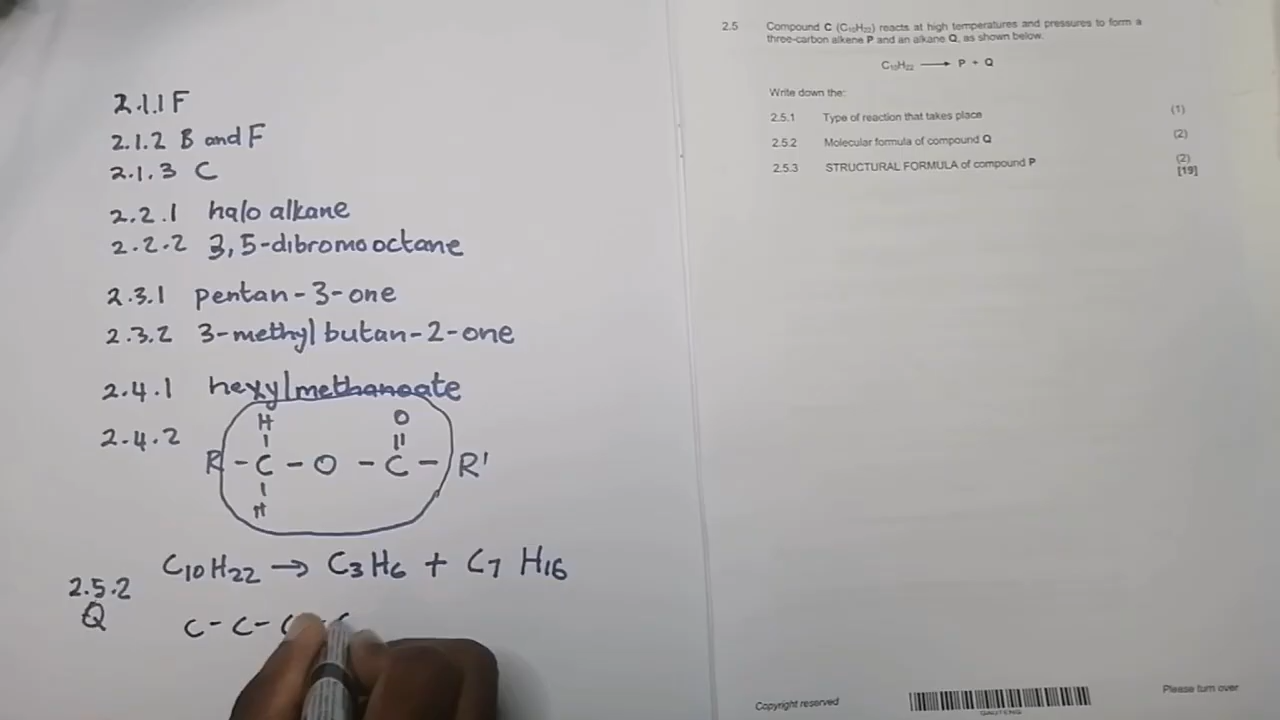 2.1.1 F
2.1.2 B and F
2.1.3 C
2.2.1 halo alkane
2.2.2 3,5-dibromooctane
2.3.1 pentan-3-one
2.3.2 3-methylbutan-2-one
2.4.1 hexylmethanoate
2.4.2
H
O
R-C-O-C-R'
H
C10H22 → C3H6 + C7 H16
2.5.2
Q
C-C-C-C
2.5 Compound C (C10H22) reacts at high temperatures and pressures to form a
three-carbon alkene P and an alkane Q, as shown below.
C10H22 → P + Q
Write down the:
2.5.1 Type of reaction that takes place (1)
2.5.2 Molecular formula of compound Q (2)
2.5.3 STRUCTURAL FORMULA of compound P (2)
[19]
Copyright reserved
Please turn over